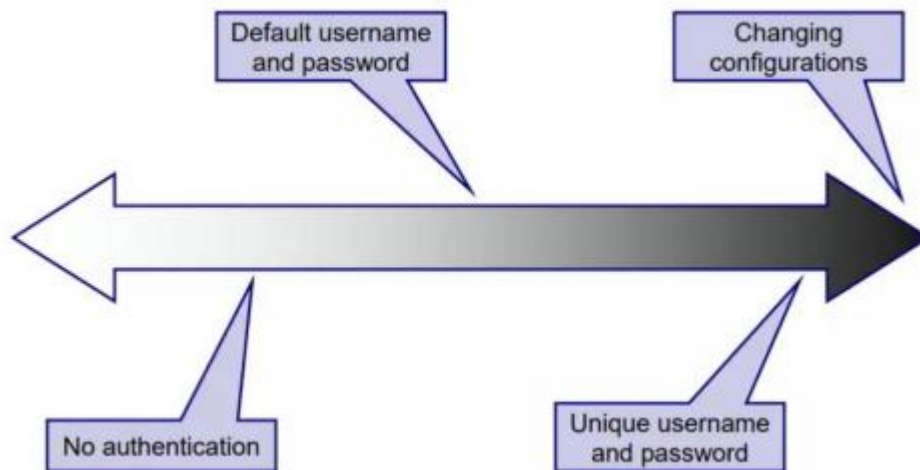 Default username
and password
Changing
configurations
No authentication
Unique username
and password